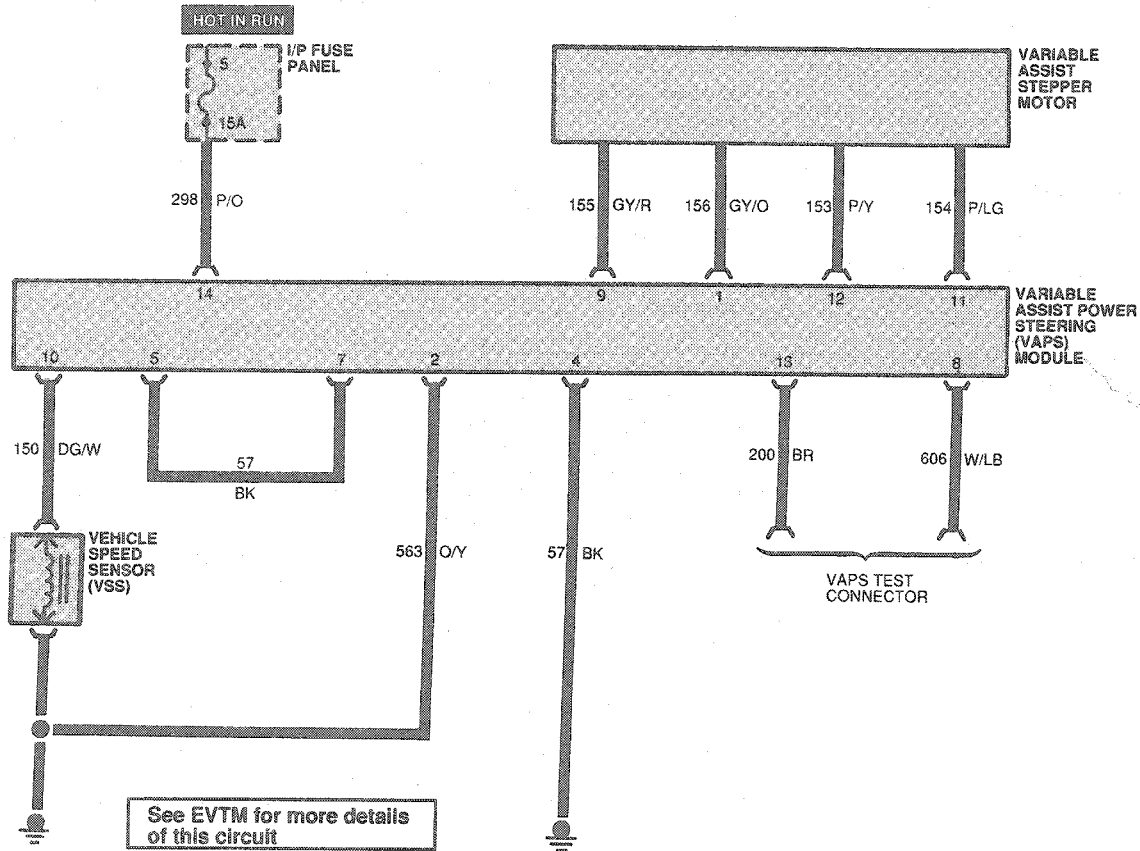 HOT IN RUN
I/P FUSE
PANEL
5
15A
298
P/O
VARIABLE
ASSIST
STEPPER
MOTOR
155
GY/R
156
GY/O
153
P/Y
154
P/LG
14
9
1
12
11
VARIABLE
ASSIST POWER
STEERING
(VAPS)
MODULE
10
5
7
2
4
13
8
150
DG/W
57
BK
563
O/Y
57
BK
200
BR
606
W/LB
VEHICLE
SPEED
SENSOR
(VSS)
VAPS TEST
CONNECTOR
See EVTM for more details
of this circuit